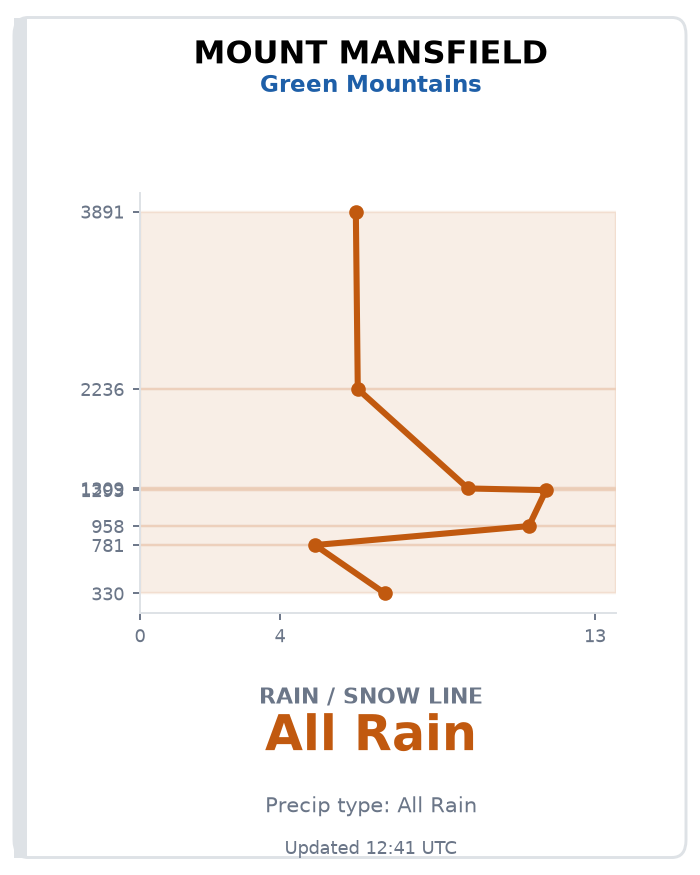 MOUNT MANSFIELD
Green Mountains
3891
2236
958
781
330
0 4 13
RAIN / SNOW LINE
All Rain
Precip type: All Rain
Updated 12:41 UTC